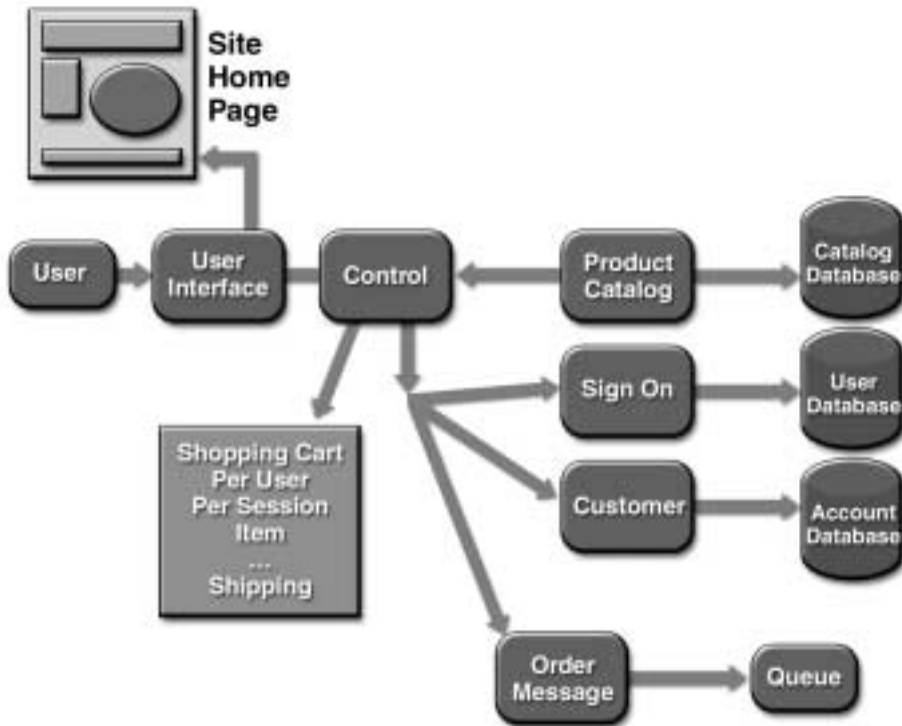 Site
Home
Page
User
User
Interface
Control
Product
Catalog
Catalog
Database
Sign On
User
Database
Shopping Cart
Per User
Per Session
Item
...
Shipping
Customer
Account
Database
Order
Message
Queue